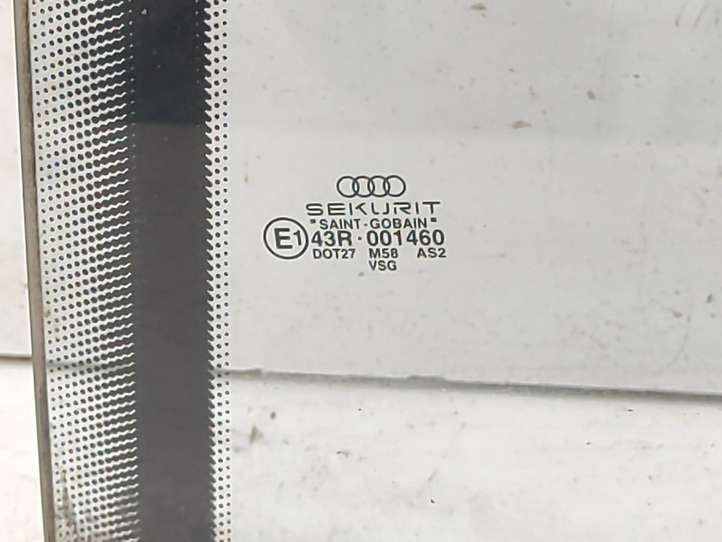 SEKURIT
"SAINT-GOBAIN"
E1 43R-001460
DOT27 M58 AS2
VSG